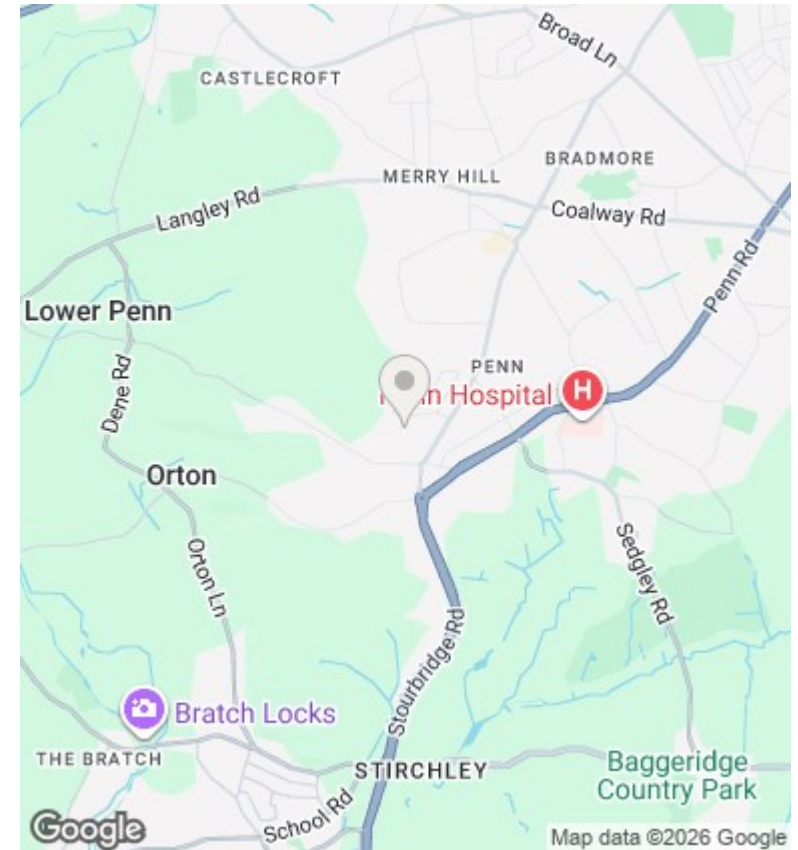 Broad Ln
CASTLECROFT
BRADMORE
MERRY HILL
Langley Rd
Coalway Rd
Penn Rd
Lower Penn
PENN
Hospital
H
Dene Rd
Orton
Orton Ln
Sedgley Rd
Stourbridge Rd
Bratch Locks
THE BRATCH
STIRCHLEY
Baggeridge
Country Park
School Rd
Google
Map data ©2026 Google